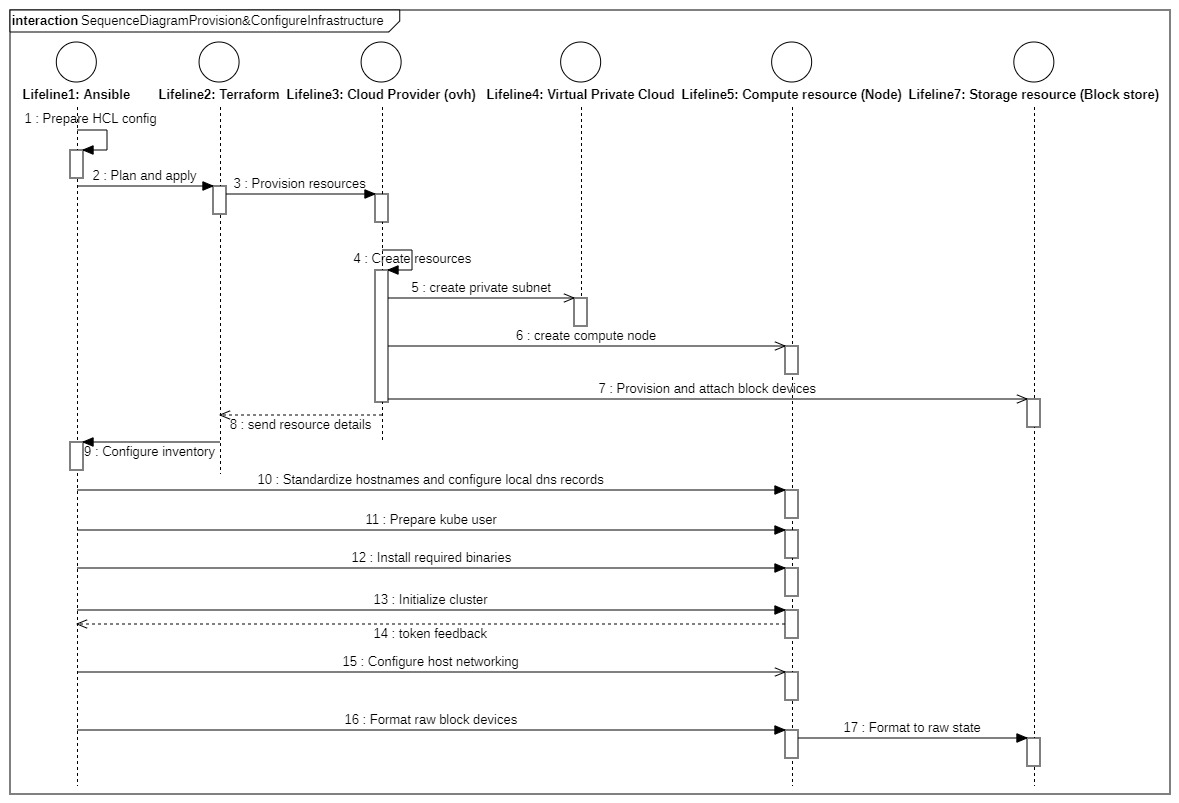 interaction SequenceDiagramProvision&ConfigureInfrastructure
Lifeline1: Ansible
Lifeline2: Terraform
Lifeline3: Cloud Provider (ovh)
Lifeline4: Virtual Private Cloud
Lifeline5: Compute resource (Node)
Lifeline7: Storage resource (Block store)
1 : Prepare HCL config
2 : Plan and apply
3 : Provision resources
4 : Create resources
5 : create private subnet
6 : create compute node
7 : Provision and attach block devices
8 : send resource details
9 : Configure inventory
10 : Standardize hostnames and configure local dns records
11 : Prepare kube user
12 : Install required binaries
13 : Initialize cluster
14 : token feedback
15 : Configure host networking
16 : Format raw block devices
17 : Format to raw state